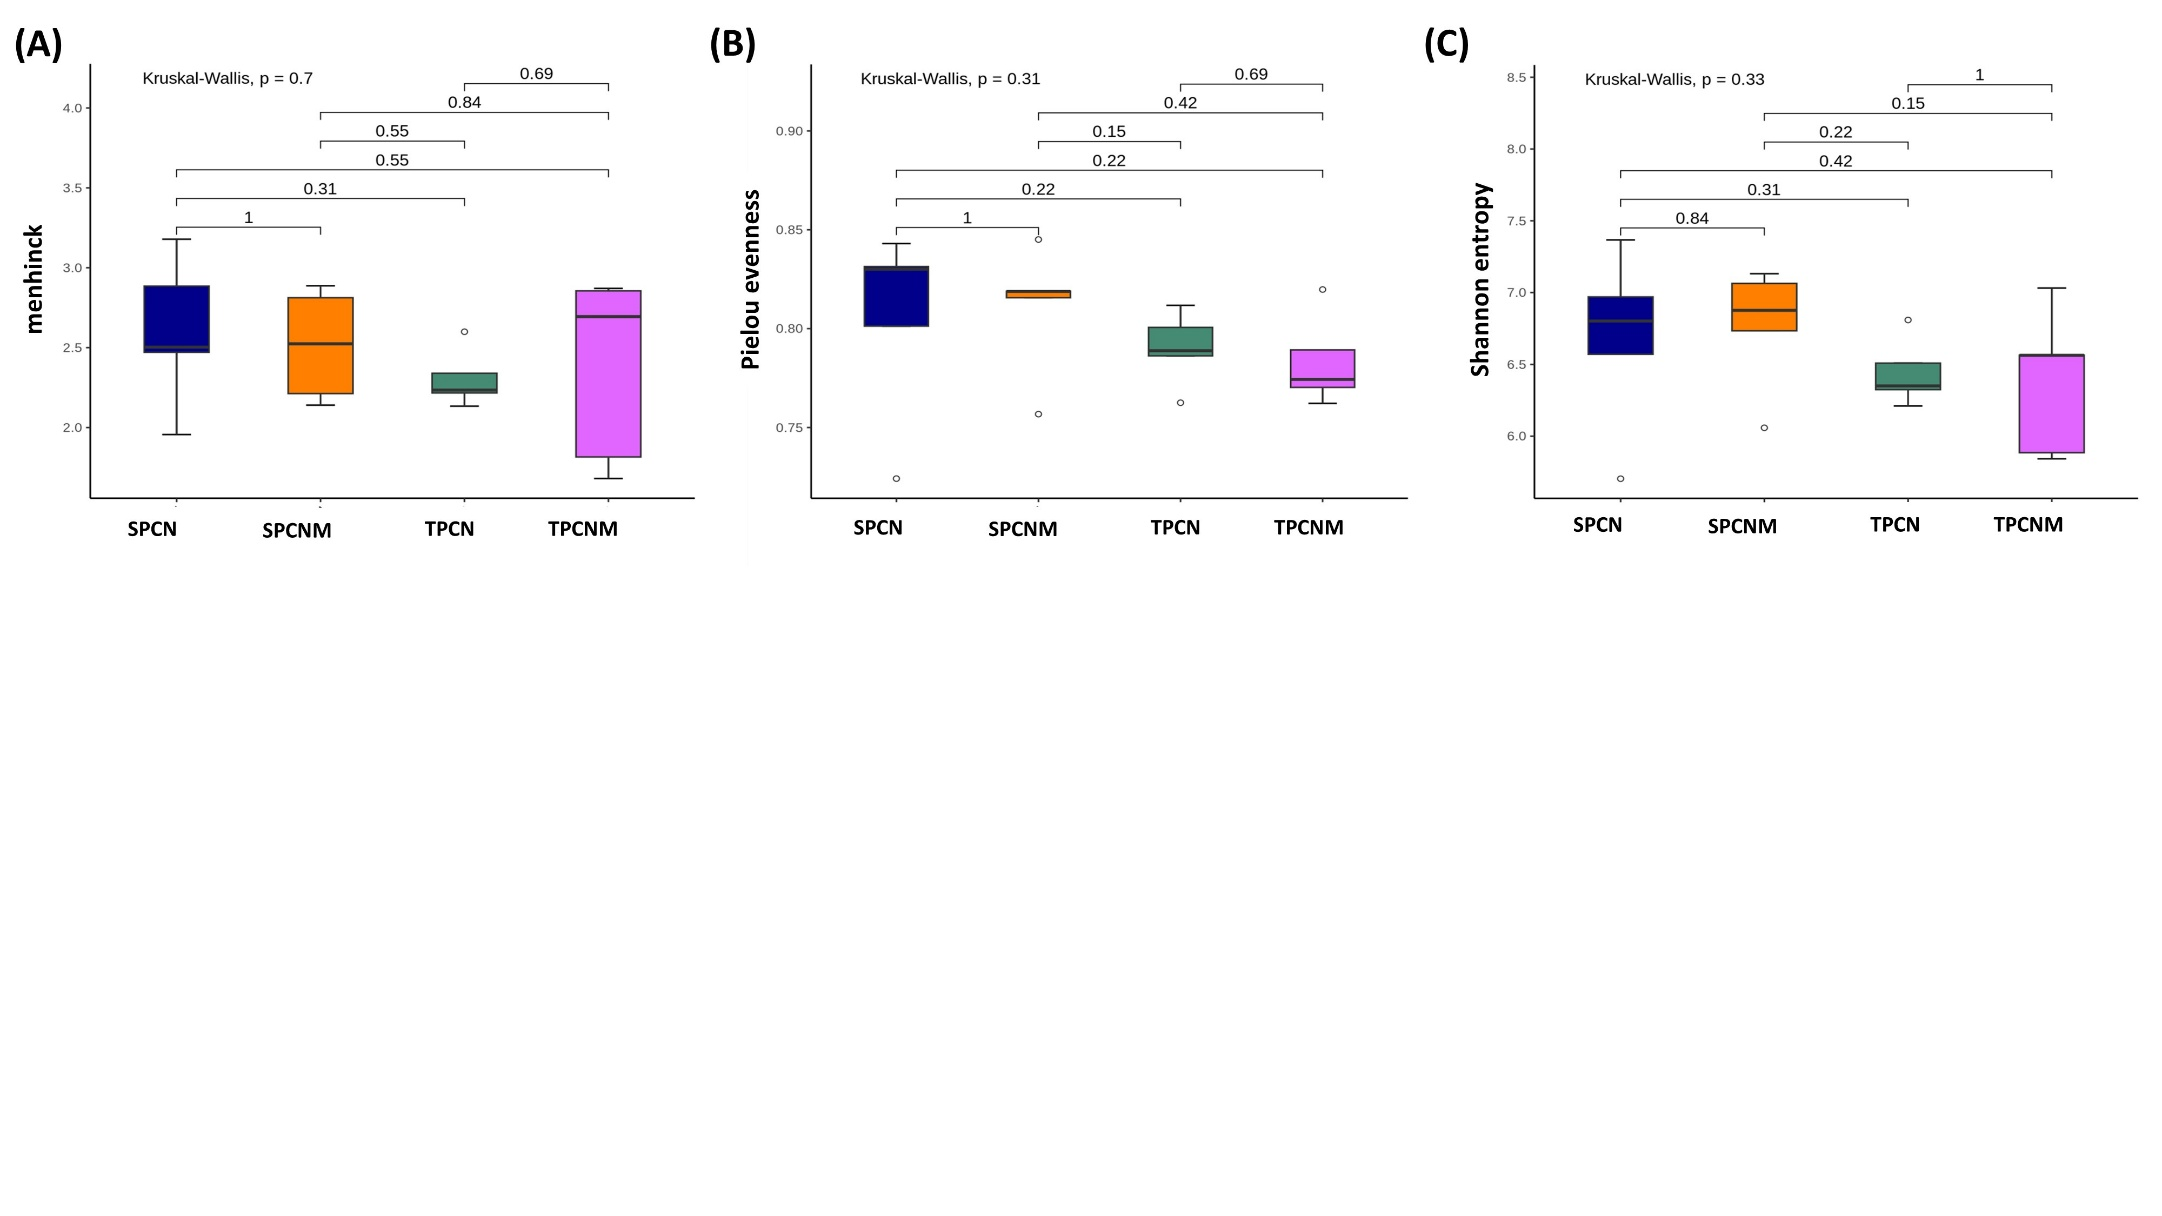 (A)
Kruskal-Wallis, p = 0.7
0.69
0.84
0.55
0.55
0.31
1
4.0
3.5
3.0
2.5
2.0
menhinck
SPCN
SPCNM
TPCN
TPCNM
(B)
Kruskal-Wallis, p = 0.31
0.69
0.42
0.15
0.22
0.22
1
0.90
0.85
0.80
0.75
Pielou evenness
SPCN
SPCNM
TPCN
TPCNM
(C)
Kruskal-Wallis, p = 0.33
1
0.15
0.22
0.42
0.31
0.84
8.5
8.0
7.5
7.0
6.5
6.0
Shannon entropy
SPCN
SPCNM
TPCN
TPCNM